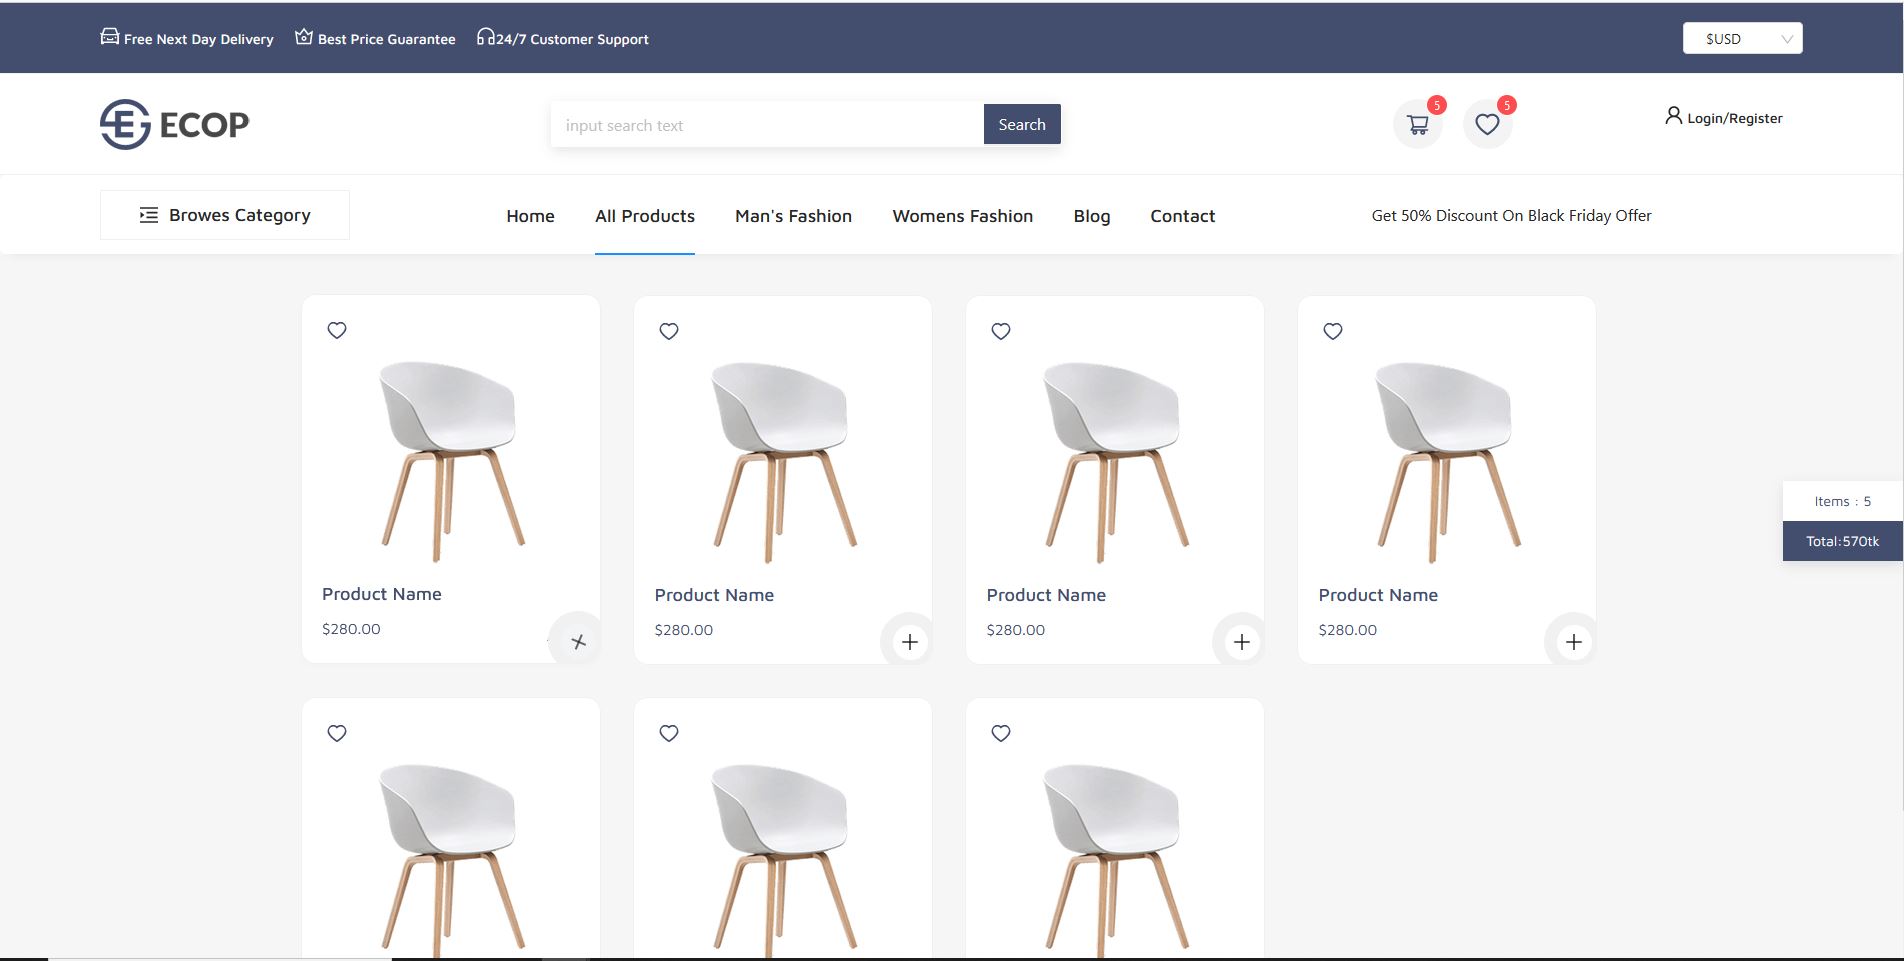 Free Next Day Delivery Best Price Guarantee 24/7 Customer Support $USD
ECOP
input search text Search
5 5
Login/Register
Browes Category Home All Products Man's Fashion Womens Fashion Blog Contact Get 50% Discount On Black Friday Offer
Items : 5
Total:570tk
Product Name Product Name Product Name Product Name
$280.00 $280.00 $280.00 $280.00